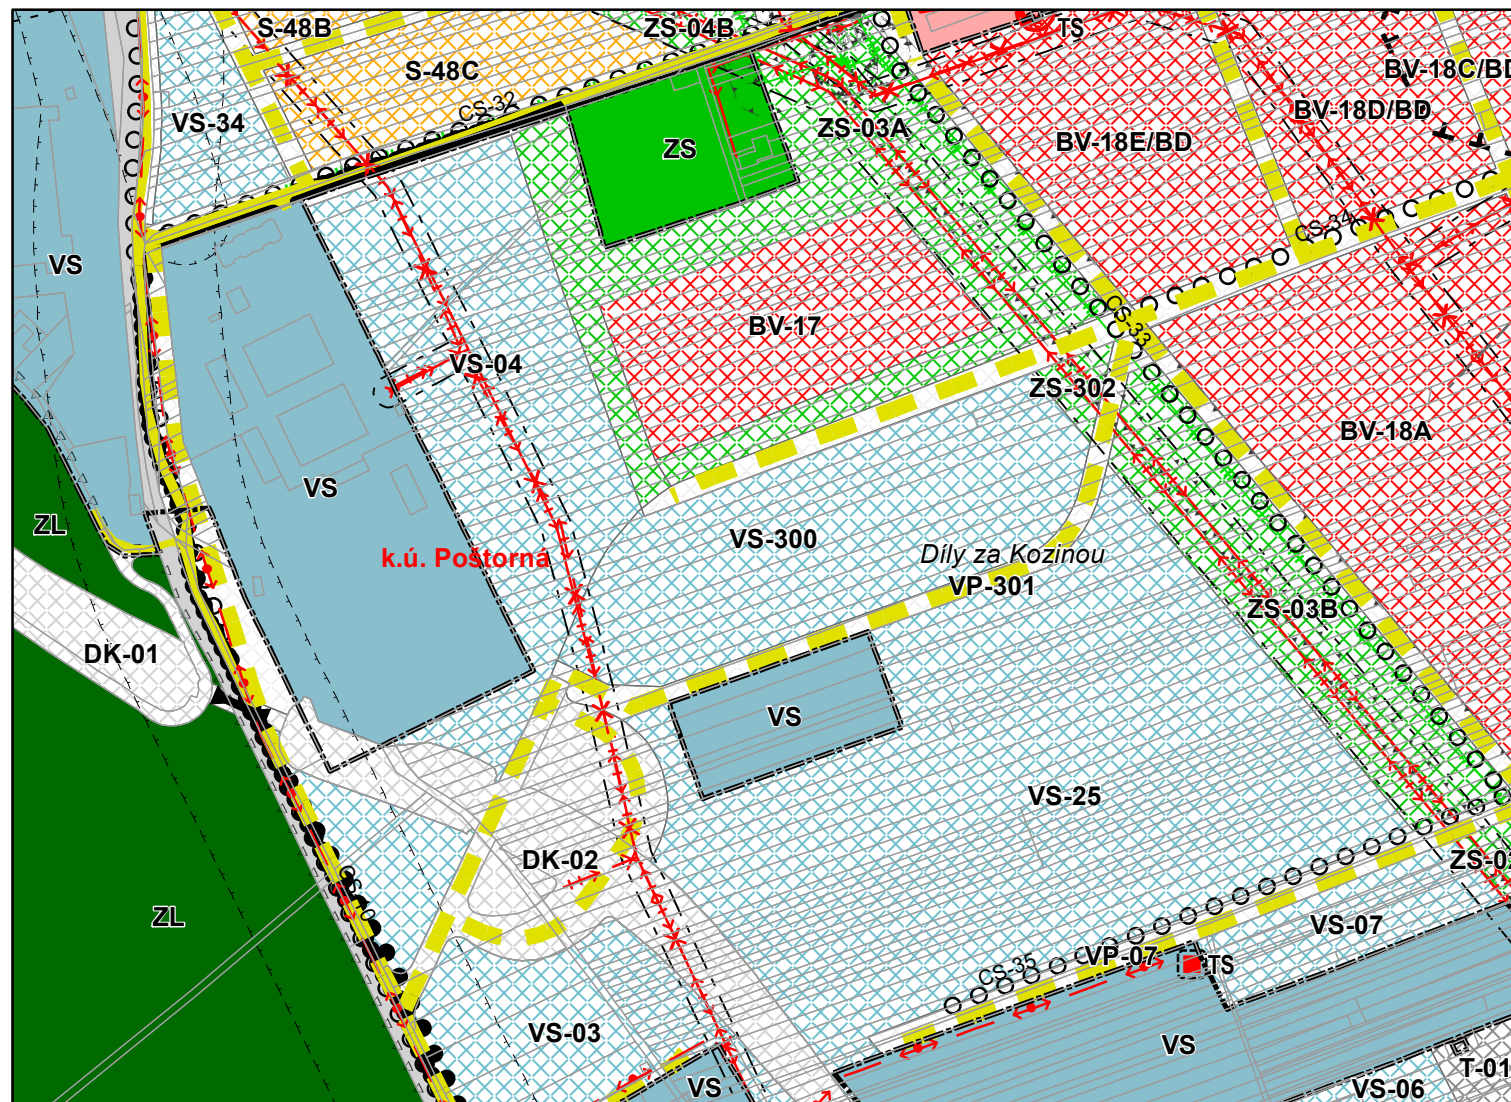 S-48B
ZS-04B
TS
S-48C
BV-18C/BD
CS-32
BV-18D/BD
VS-34
ZS-03A
BV-18E/BD
ZS
CS-34
VS
CS-33
BV-17
VS-04
ZS-302
BV-18A
VS
ZL
VS-300
k.ú. Poštorná
Díly za Kozinou
VP-301
ZS-03B
DK-01
VS
VS-25
DK-02
ZS-0
ZL
VS-07
VP-07
TS
CS-35
VS-03
VS
T-01
VS
VS-06